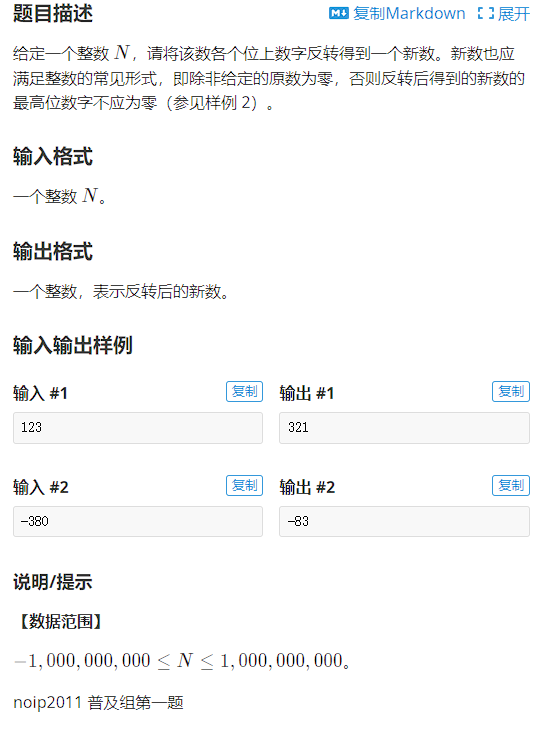 题目描述
复制Markdown 展开
给定一个整数 N，请将该数各个位上数字反转得到一个新数。新数也应
满足整数的常见形式，即除非给定的原数为零，否则反转后得到的新数的
最高位数字不应为零（参见样例 2）。
输入格式
一个整数 N。
输出格式
一个整数，表示反转后的新数。
输入输出样例
输入 #1 复制 输出 #1 复制
123 321
输入 #2 复制 输出 #2 复制
-380 -83
说明/提示
【数据范围】
−1,000,000,000 ≤ N ≤ 1,000,000,000。
noip2011 普及组第一题